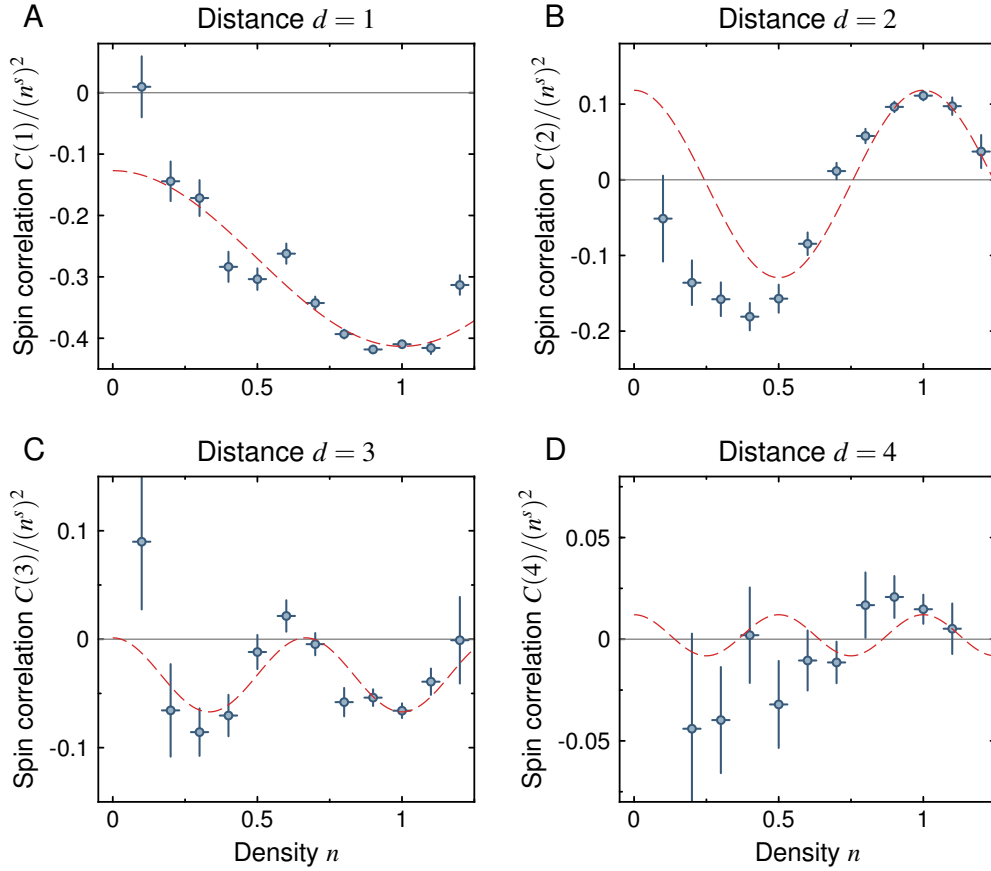 A
Distance d = 1
Spin correlation C(1)/(n^s)^2
0
-0.1
-0.2
-0.3
-0.4
0
0.5
1
B
Distance d = 2
Spin correlation C(2)/(n^s)^2
0.1
0
-0.1
-0.2
0
0.5
1
C
Distance d = 3
Spin correlation C(3)/(n^s)^2
0.1
0
-0.1
0
0.5
1
Density n
D
Distance d = 4
Spin correlation C(4)/(n^s)^2
0.05
0
-0.05
0
0.5
1
Density n